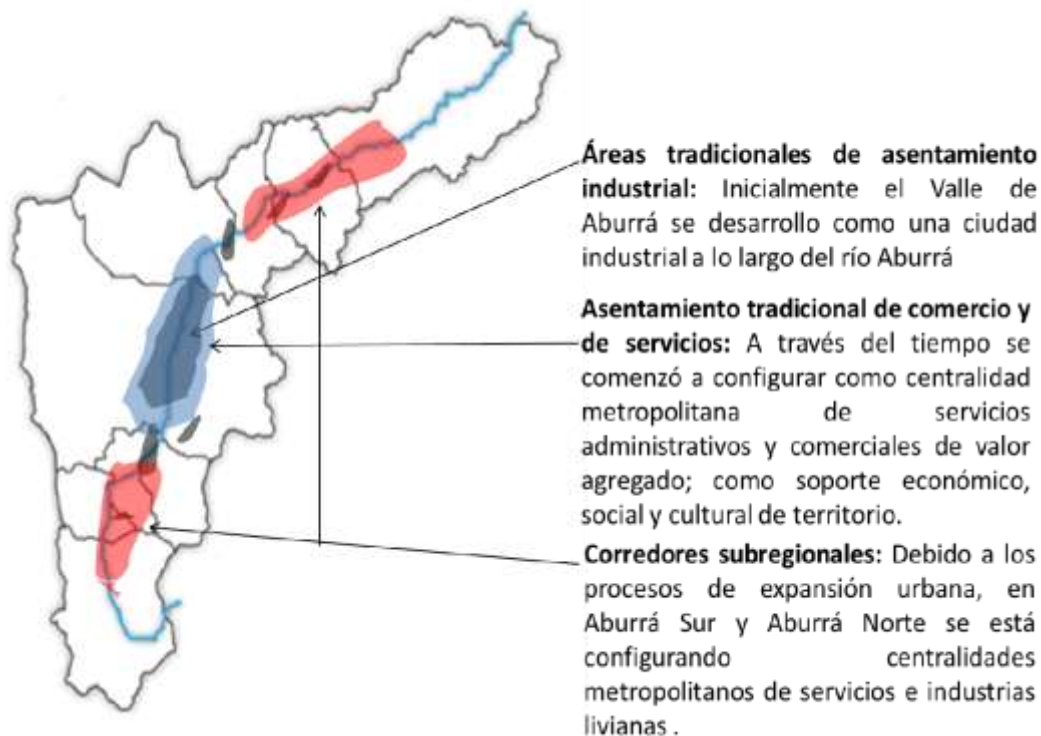 Áreas tradicionales de asentamiento
industrial: Inicialmente el Valle de
Aburrá se desarrollo como una ciudad
industrial a lo largo del río Aburrá
Asentamiento tradicional de comercio y
de servicios: A través del tiempo se
comenzó a configurar como centralidad
metropolitana de servicios
administrativos y comerciales de valor
agregado; como soporte económico,
social y cultural de territorio.
Corredores subregionales: Debido a los
procesos de expansión urbana, en
Aburrá Sur y Aburrá Norte se está
configurando centralidades
metropolitanos de servicios e industrias
livianas .